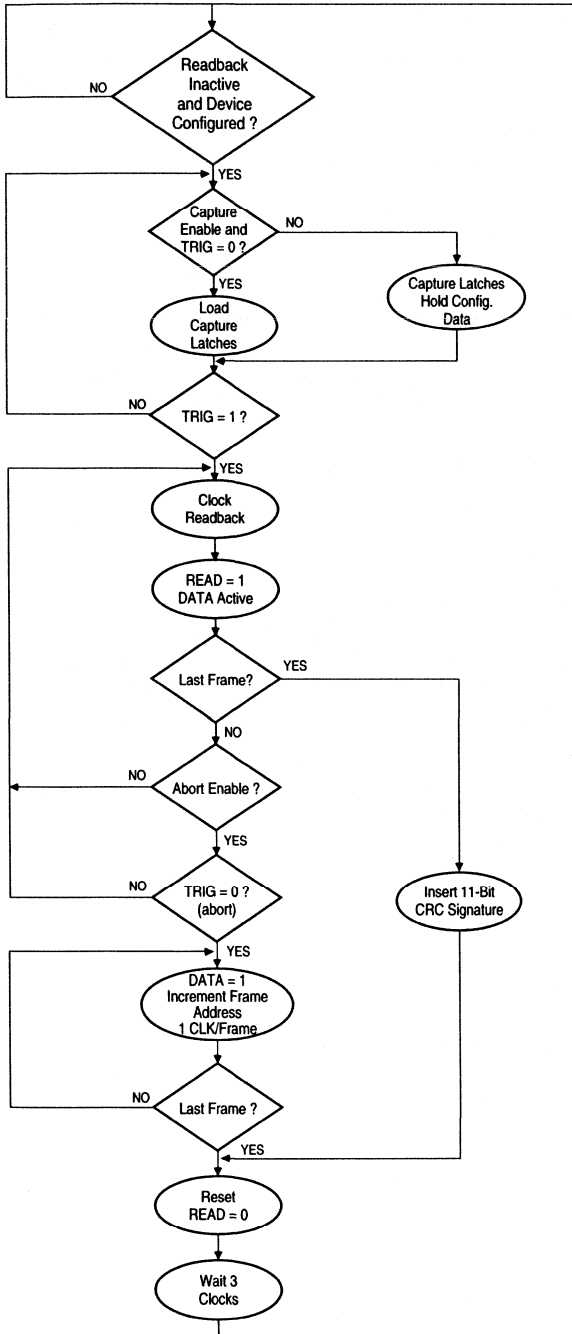 NO
Readback
Inactive
and Device
Configured ?
YES
Capture
Enable and
TRIG = 0 ?
NO
YES
Capture Latches
Hold Config.
Data
Load
Capture
Latches
NO
TRIG = 1 ?
YES
Clock
Readback
READ = 1
DATA Active
Last Frame?
YES
NO
NO
Abort Enable ?
YES
NO
TRIG = 0 ?
(abort)
Insert 11-Bit
CRC Signature
YES
DATA = 1
Increment Frame
Address
1 CLK/Frame
NO
Last Frame ?
YES
Reset
READ = 0
Wait 3
Clocks